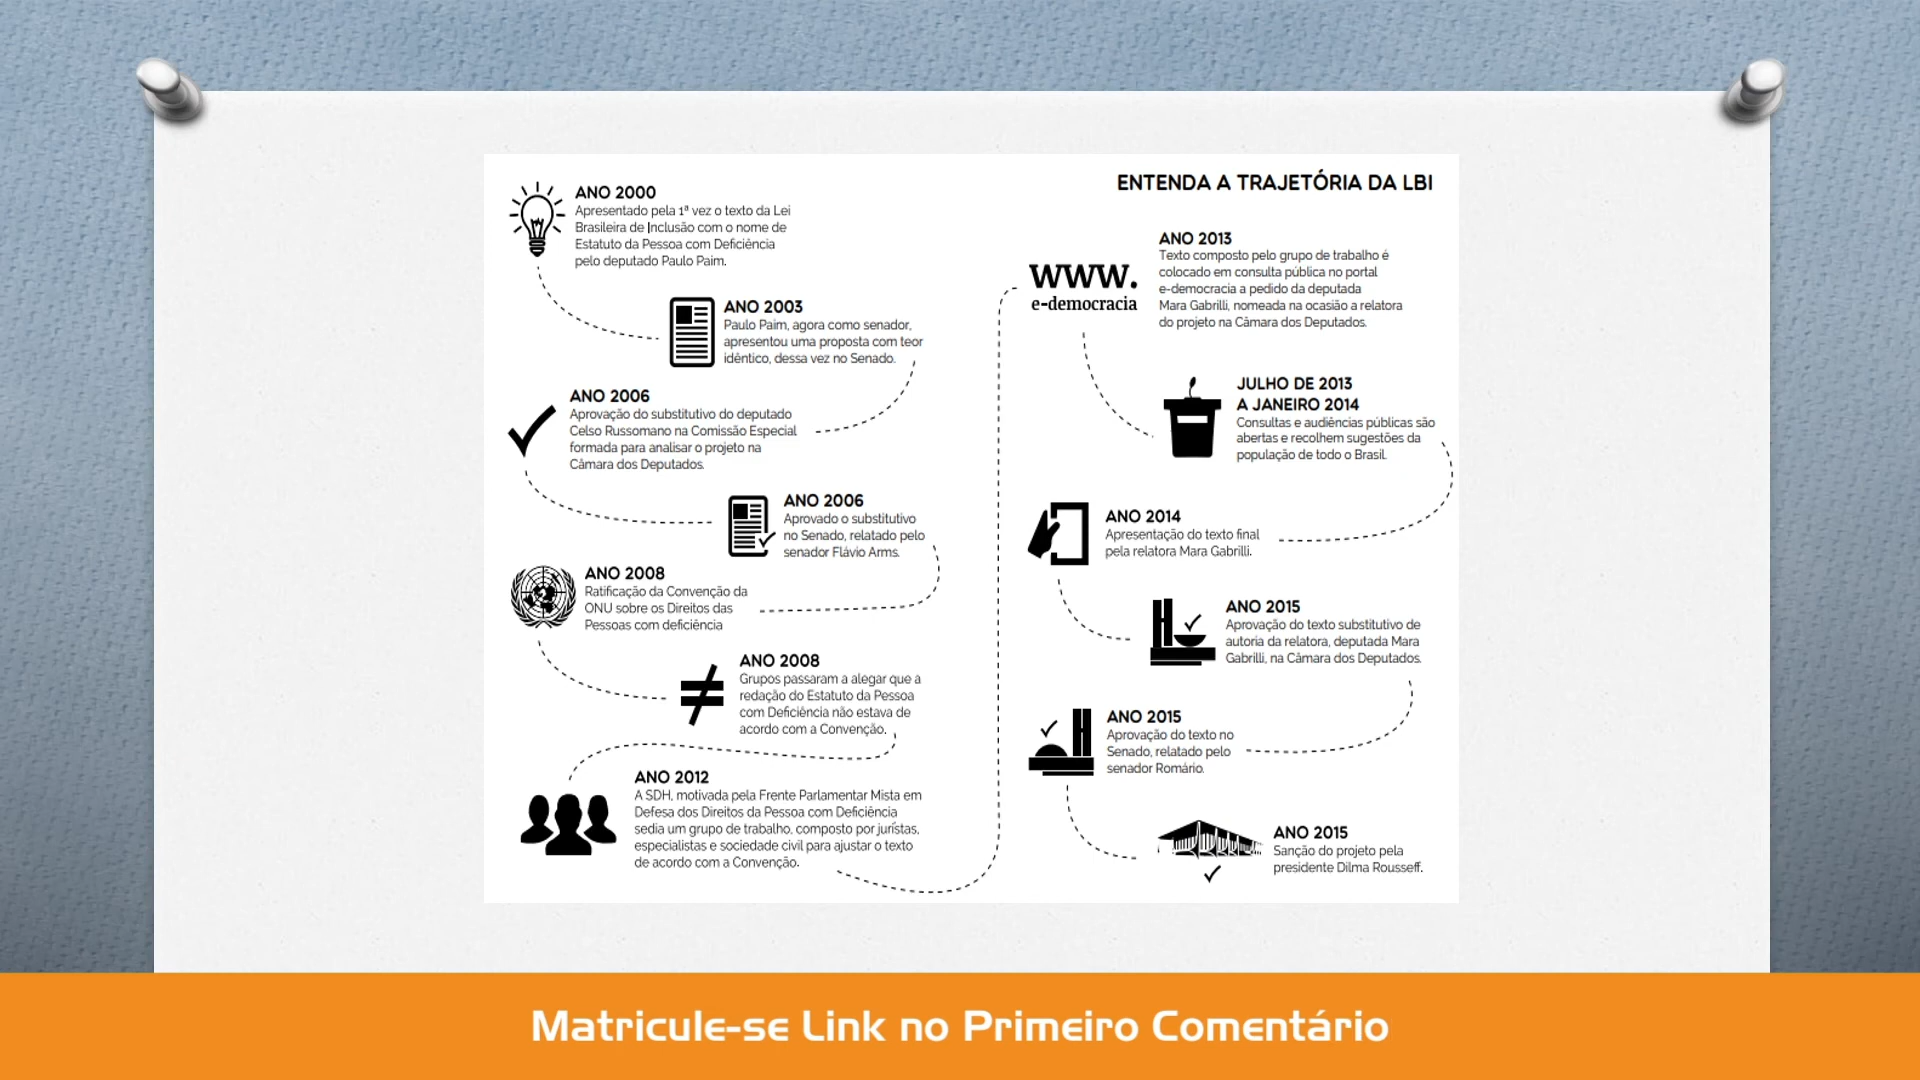 ENTENDA A TRAJETÓRIA DA LBI
ANO 2000
Apresentado pela 1ª vez o texto da Lei
Brasileira de Inclusão com o nome de
Estatuto da Pessoa com Deficiência
pelo deputado Paulo Paim.
ANO 2003
Paulo Paim, agora como senador,
apresentou uma proposta com teor
idêntico, dessa vez no Senado.
ANO 2006
Aprovação do substitutivo do deputado
Celso Russomano na Comissão Especial
formada para analisar o projeto na
Câmara dos Deputados.
ANO 2006
Aprovado o substitutivo
no Senado, relatado pelo
senador Flávio Arms.
ANO 2008
Ratificação da Convenção da
ONU sobre os Direitos das
Pessoas com deficiência
ANO 2008
Grupos passaram a alegar que a
redação do Estatuto da Pessoa
com Deficiência não estava de
acordo com a Convenção.
ANO 2012
A SDH, motivada pela Frente Parlamentar Mista em
Defesa dos Direitos da Pessoa com Deficiência
sedia um grupo de trabalho, composto por juristas,
especialistas e sociedade civil para ajustar o texto
de acordo com a Convenção.
www.
e-democracia
ANO 2013
Texto composto pelo grupo de trabalho é
colocado em consulta pública no portal
e-democracia a pedido da deputada
Mara Gabrilli, nomeada na ocasião a relatora
do projeto na Câmara dos Deputados.
JULHO DE 2013
A JANEIRO 2014
Consultas e audiências públicas são
abertas e recolhem sugestões da
população de todo o Brasil.
ANO 2014
Apresentação do texto final
pela relatora Mara Gabrilli.
ANO 2015
Aprovação do texto substitutivo de
autoria da relatora, deputada Mara
Gabrilli, na Câmara dos Deputados.
ANO 2015
Aprovação do texto no
Senado, relatado pelo
senador Romário.
ANO 2015
Sanção do projeto pela
presidente Dilma Rousseff.
Matricule-se Link no Primeiro Comentário